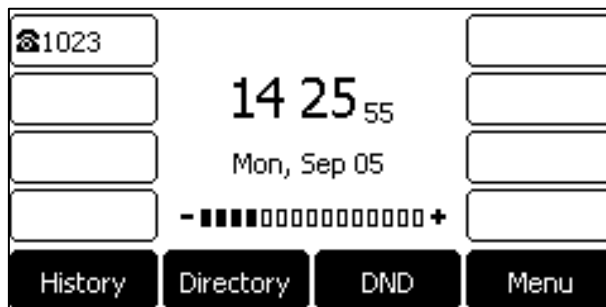 ☎1023
14 25 55
Mon, Sep 05
- +
History Directory DND Menu